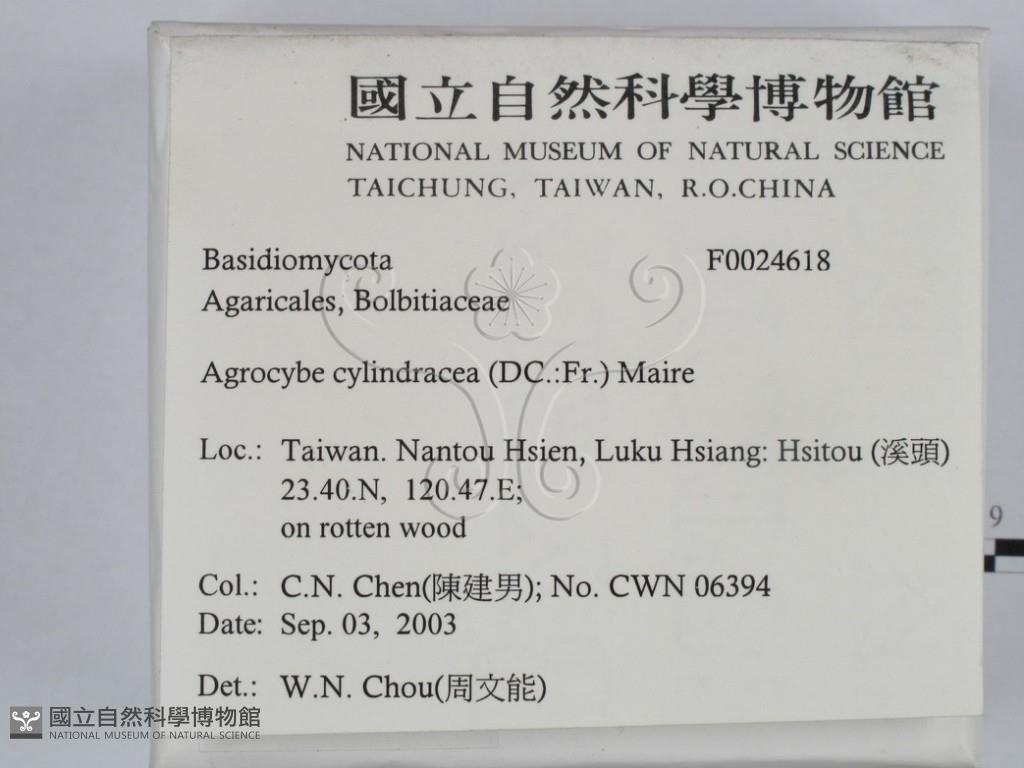 國立自然科學博物館
NATIONAL MUSEUM OF NATURAL SCIENCE
TAICHUNG, TAIWAN, R.O.CHINA
Basidiomycota F0024618
Agaricales, Bolbitiaceae
Agrocybe cylindracea (DC.:Fr.) Maire
Loc.: Taiwan. Nantou Hsien, Luku Hsiang: Hsitou (溪頭)
23.40.N, 120.47.E;
on rotten wood
9
Col.: C.N. Chen(陳建男); No. CWN 06394
Date: Sep. 03, 2003
Det.: W.N. Chou(周文能)
國立自然科學博物館
NATIONAL MUSEUM OF NATURAL SCIENCE